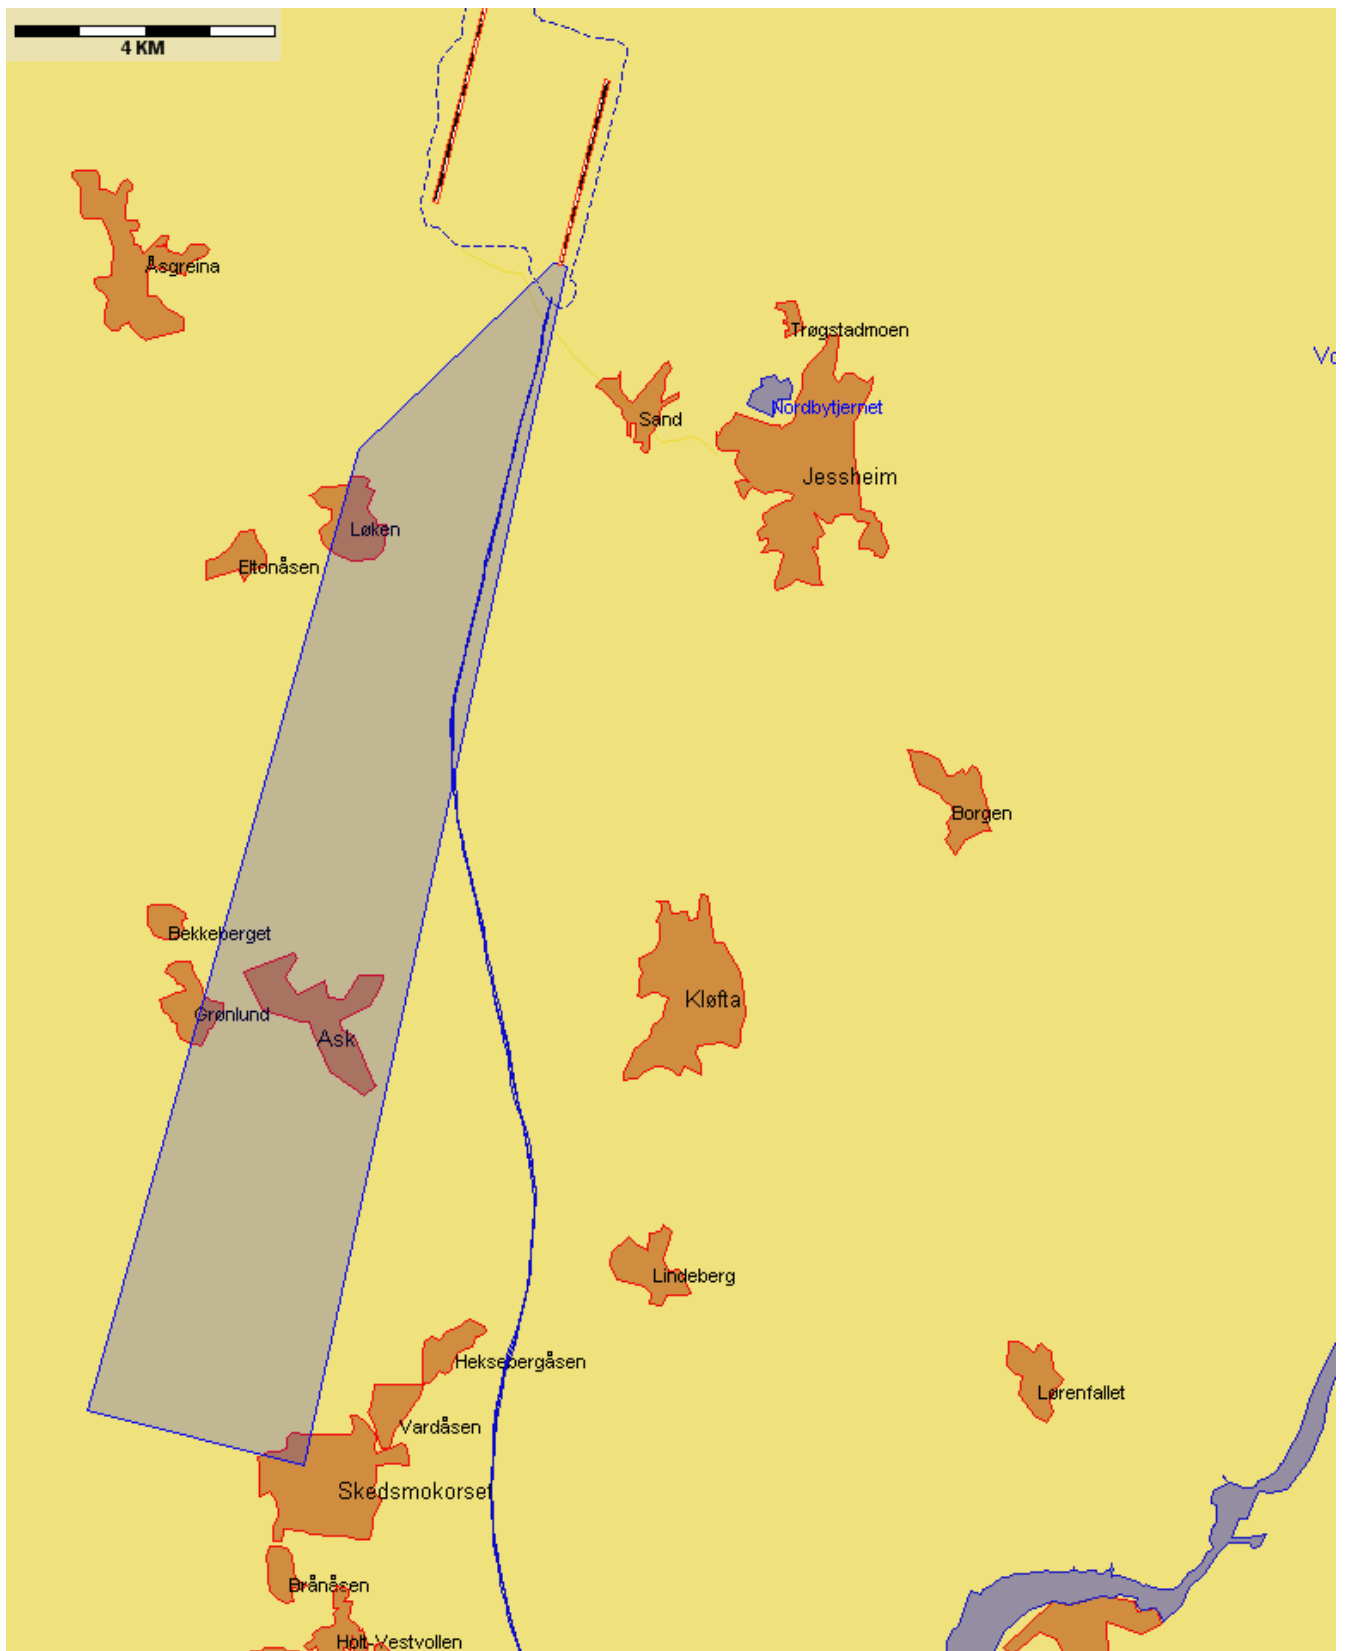 4 KM
Åsgreina
Trøgstadmoen
Vo
Nordbytjernet
Sand
Jessheim
Løken
Eltonåsen
Borgen
Bekkeberget
Kløfta
Grønlund
Ask
Lindeberg
Heksebergåsen
Lørenfallet
Vardåsen
Skedsmokorset
Brånåsen
Holt-Vestvollen